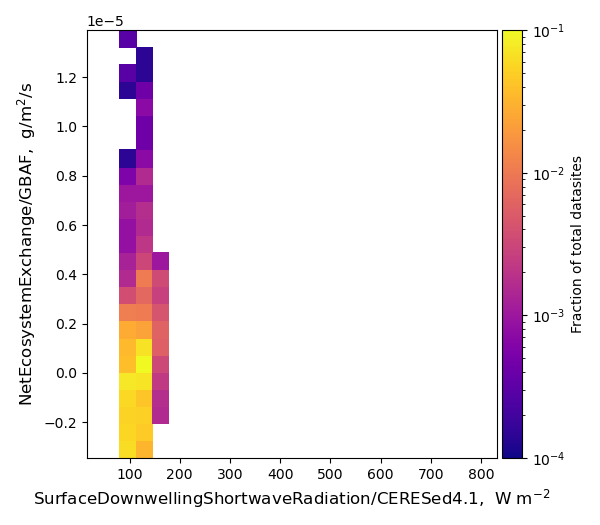 1e−5
1.2
1.0
0.8
0.6
0.4
0.2
0.0
−0.2
NetEcosystemExchange/GBAF, g/m²/s
100 200 300 400 500 600 700 800
SurfaceDownwellingShortwaveRadiation/CERESed4.1, W m⁻²
10⁻¹
10⁻²
10⁻³
10⁻⁴
Fraction of total datasites